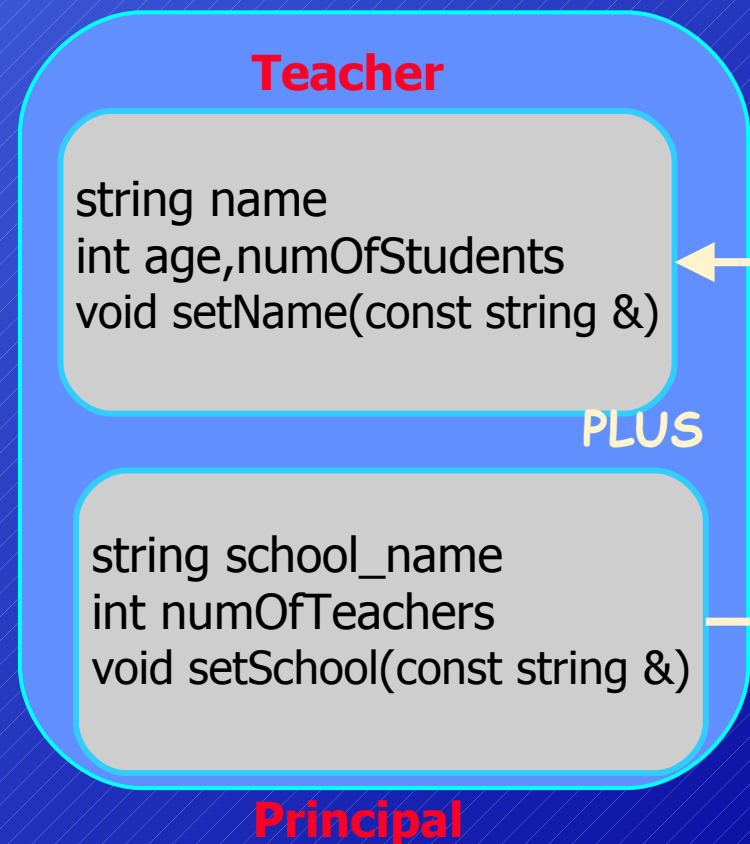 Teacher
string name
int age,numOfStudents
void setName(const string &)
PLUS
string school_name
int numOfTeachers
void setSchool(const string &)
Principal